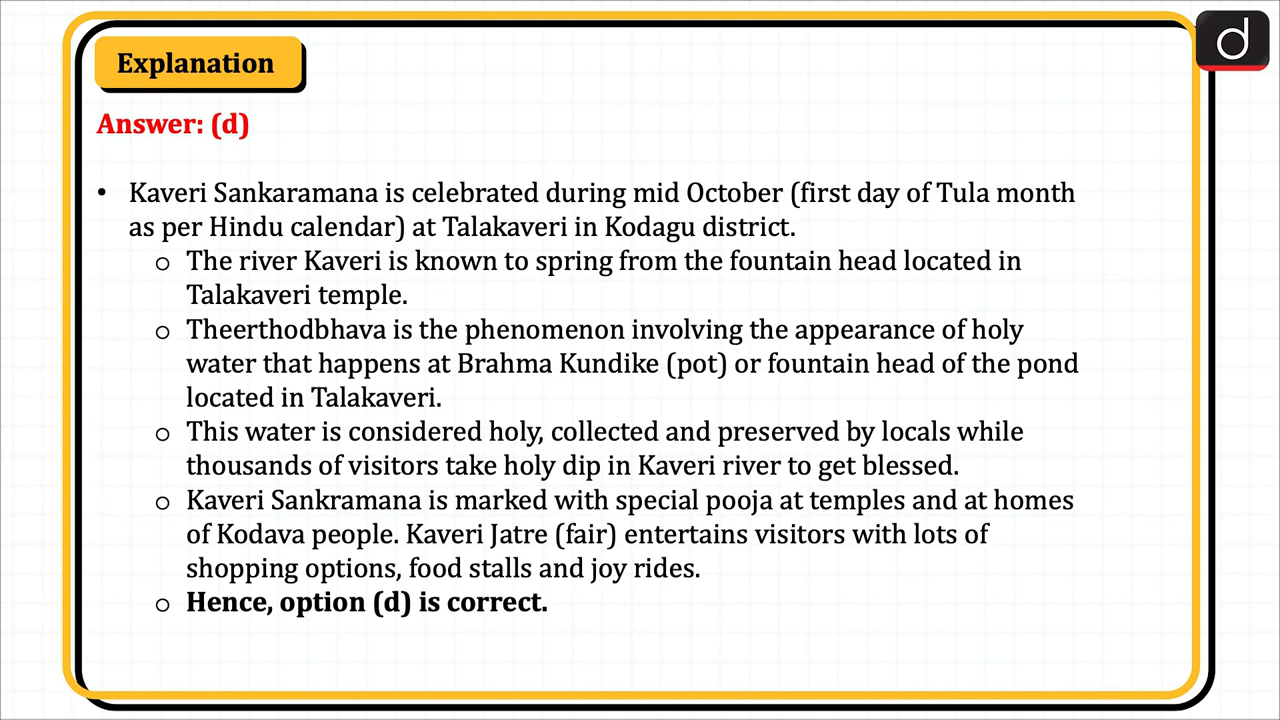 d
Explanation
Answer: (d)
• Kaveri Sankaramana is celebrated during mid October (first day of Tula month
as per Hindu calendar) at Talakaveri in Kodagu district.
o The river Kaveri is known to spring from the fountain head located in
Talakaveri temple.
o Theerthodbhava is the phenomenon involving the appearance of holy
water that happens at Brahma Kundike (pot) or fountain head of the pond
located in Talakaveri.
o This water is considered holy, collected and preserved by locals while
thousands of visitors take holy dip in Kaveri river to get blessed.
o Kaveri Sankramana is marked with special pooja at temples and at homes
of Kodava people. Kaveri Jatre (fair) entertains visitors with lots of
shopping options, food stalls and joy rides.
o Hence, option (d) is correct.